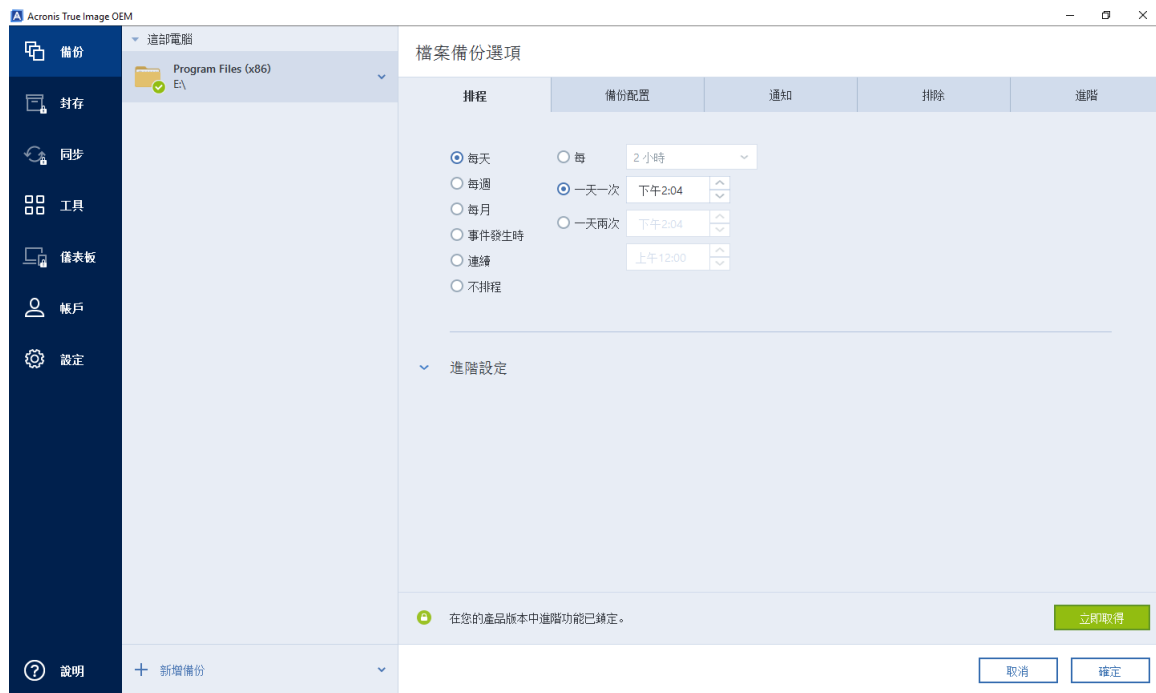 Acronis True Image OEM
備份
封存
同步
工具
儀表板
帳戶
設定
說明
這部電腦
Program Files (x86)
E:\
新增備份
檔案備份選項
排程 備份配置 通知 排除 進階
每天
每週
每月
事件發生時
連續
不排程
每 2 小時
一天一次 下午2:04
一天兩次 下午2:04
上午12:00
進階設定
在您的產品版本中進階功能已鎖定。
立即取得
取消 確定